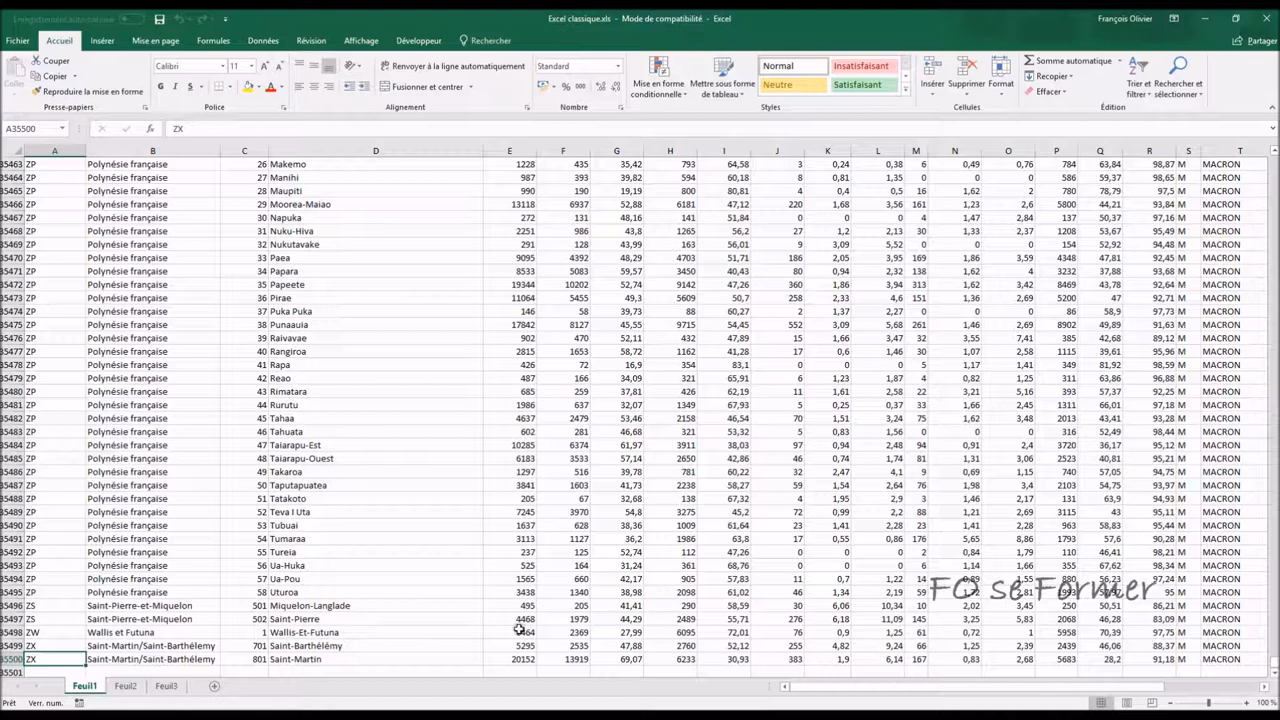 Enregistrement automatique
Excel classique.xls - Mode de compatibilité - Excel
François Olivier
Fichier Accueil Insérer Mise en page Formules Données Révision Affichage Développeur Rechercher Partager
Couper Calibri 11 Renvoyer à la ligne automatiquement Standard Normal Insatisfaisant Somme automatique
Copier Recopier
Coller Reproduire la mise en forme G I S Fusionner et centrer % 000 Mise en forme conditionnelle Mettre sous forme de tableau Neutre Satisfaisant Insérer Supprimer Format Effacer Trier et filtrer Rechercher et sélectionner
Presse-papiers Police Alignement Nombre Styles Cellules Édition
A35500 fx ZX
A B C D E F G H I J K L M N O P Q R S T
35463 ZP Polynésie française 26 Makemo 1228 435 35,42 793 64,58 3 0,24 0,38 6 0,49 0,76 784 63,84 98,87 M MACRON
35464 ZP Polynésie française 27 Manihi 987 393 39,82 594 60,18 8 0,81 1,35 0 0 0 586 59,37 98,65 M MACRON
35465 ZP Polynésie française 28 Maupiti 990 190 19,19 800 80,81 4 0,4 0,5 16 1,62 2 780 78,79 97,5 M MACRON
35466 ZP Polynésie française 29 Moorea-Maiao 13118 6937 52,88 6181 47,12 220 1,68 3,56 161 1,23 2,6 5800 44,21 93,84 M MACRON
35467 ZP Polynésie française 30 Napuka 272 131 48,16 141 51,84 0 0 0 4 1,47 2,84 137 50,37 97,16 M MACRON
35468 ZP Polynésie française 31 Nuku-Hiva 2251 986 43,8 1265 56,2 27 1,2 2,13 30 1,33 2,37 1208 53,67 95,49 M MACRON
35469 ZP Polynésie française 32 Nukutavake 291 128 43,99 163 56,01 9 3,09 5,52 0 0 0 154 52,92 94,48 M MACRON
35470 ZP Polynésie française 33 Paea 9095 4392 48,29 4703 51,71 186 2,05 3,95 169 1,86 3,59 4348 47,81 92,45 M MACRON
35471 ZP Polynésie française 34 Papara 8533 5083 59,57 3450 40,43 80 0,94 2,32 138 1,62 4 3232 37,88 93,68 M MACRON
35472 ZP Polynésie française 35 Papeete 19344 10202 52,74 9142 47,26 360 1,86 3,94 313 1,62 3,42 8469 43,78 92,64 M MACRON
35473 ZP Polynésie française 36 Pirae 11064 5455 49,3 5609 50,7 258 2,33 4,6 151 1,36 2,69 5200 47 92,71 M MACRON
35474 ZP Polynésie française 37 Puka Puka 146 58 39,73 88 60,27 2 1,37 2,27 0 0 0 86 58,9 97,73 M MACRON
35475 ZP Polynésie française 38 Punaauia 17842 8127 45,55 9715 54,45 552 3,09 5,68 261 1,46 2,69 8902 49,89 91,63 M MACRON
35476 ZP Polynésie française 39 Raivavae 902 470 52,11 432 47,89 15 1,66 3,47 32 3,55 7,41 385 42,68 89,12 M MACRON
35477 ZP Polynésie française 40 Rangiroa 2815 1653 58,72 1162 41,28 17 0,6 1,46 30 1,07 2,58 1115 39,61 95,96 M MACRON
35478 ZP Polynésie française 41 Rapa 426 72 16,9 354 83,1 0 0 0 5 1,17 1,41 349 81,92 98,59 M MACRON
35479 ZP Polynésie française 42 Reao 487 166 34,09 321 65,91 6 1,23 1,87 4 0,82 1,25 311 63,86 96,88 M MACRON
35480 ZP Polynésie française 43 Rimatara 685 259 37,81 426 62,19 11 1,61 2,58 22 3,21 5,16 393 57,37 92,25 M MACRON
35481 ZP Polynésie française 44 Rurutu 1986 637 32,07 1349 67,93 5 0,25 0,37 33 1,66 2,45 1311 66,01 97,18 M MACRON
35482 ZP Polynésie française 45 Tahaa 4637 2479 53,46 2158 46,54 70 1,51 3,24 75 1,62 3,48 2013 43,41 93,28 M MACRON
35483 ZP Polynésie française 46 Tahuata 602 281 46,68 321 53,32 5 0,83 1,56 0 0 0 316 52,49 98,44 M MACRON
35484 ZP Polynésie française 47 Taiarapu-Est 10285 6374 61,97 3911 38,03 97 0,94 2,48 94 0,91 2,4 3720 36,17 95,12 M MACRON
35485 ZP Polynésie française 48 Taiarapu-Ouest 6183 3533 57,14 2650 42,86 46 0,74 1,74 81 1,31 3,06 2523 40,81 95,21 M MACRON
35486 ZP Polynésie française 49 Takaroa 1297 516 39,78 781 60,22 32 2,47 4,1 9 0,69 1,15 740 57,05 94,75 M MACRON
35487 ZP Polynésie française 50 Taputapuatea 3841 1603 41,73 2238 58,27 59 1,54 2,64 76 1,98 3,4 2103 54,75 93,97 M MACRON
35488 ZP Polynésie française 51 Tatakoto 205 67 32,68 138 67,32 4 1,95 2,9 3 1,46 2,17 131 63,9 94,93 M MACRON
35489 ZP Polynésie française 52 Teva I Uta 7245 3970 54,8 3275 45,2 72 0,99 2,2 88 1,21 2,69 3115 43 95,11 M MACRON
35490 ZP Polynésie française 53 Tubuai 1637 628 38,36 1009 61,64 23 1,41 2,28 23 1,41 2,28 963 58,83 95,44 M MACRON
35491 ZP Polynésie française 54 Tumaraa 3113 1127 36,2 1986 63,8 17 0,55 0,86 176 5,65 8,86 1793 57,6 90,28 M MACRON
35492 ZP Polynésie française 55 Tureia 237 125 52,74 112 47,26 0 0 0 2 0,84 1,79 110 46,41 98,21 M MACRON
35493 ZP Polynésie française 56 Ua-Huka 525 164 31,24 361 68,76 0 0 0 6 1,14 1,66 355 67,62 98,34 M MACRON
35494 ZP Polynésie française 57 Ua-Pou 1565 660 42,17 905 57,83 11 0,7 1,22 14 0,89 1,55 880 56,23 97,24 M MACRON
35495 ZP Polynésie française 58 Uturoa 3438 1340 38,98 2098 61,02 46 1,34 2,19 59 M MACRON
35496 ZS Saint-Pierre-et-Miquelon 501 Miquelon-Langlade 495 205 41,41 290 58,59 30 6,06 10,34 10 2,02 3,45 250 50,51 86,21 M MACRON
35497 ZS Saint-Pierre-et-Miquelon 502 Saint-Pierre 4468 1979 44,29 2489 55,71 276 6,18 11,09 145 3,25 5,83 2068 46,28 83,09 M MACRON
35498 ZW Wallis et Futuna 1 Wallis-Et-Futuna 2369 27,99 6095 72,01 76 0,9 1,25 61 0,72 1 5958 70,39 97,75 M MACRON
35499 ZX Saint-Martin/Saint-Barthélemy 701 Saint-Barthélémy 5295 2535 47,88 2760 52,12 255 4,82 9,24 66 1,25 2,39 2439 46,06 88,37 M MACRON
35500 ZX Saint-Martin/Saint-Barthélemy 801 Saint-Martin 20152 13919 69,07 6233 30,93 383 1,9 6,14 167 0,83 2,68 5683 28,2 91,18 M MACRON
35501
FO se Former
Feuil1 Feuil2 Feuil3
Prêt Verr. num. 100 %